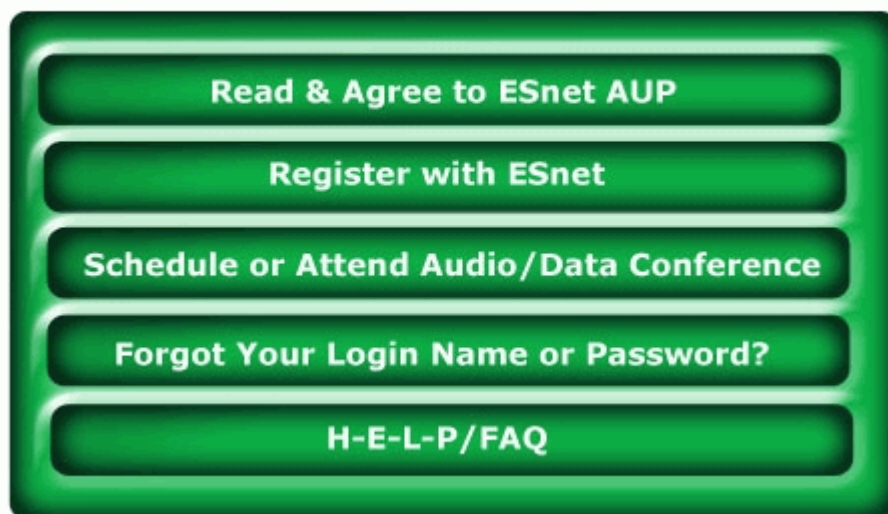 Read & Agree to ESnet AUP
Register with ESnet
Schedule or Attend Audio/Data Conference
Forgot Your Login Name or Password?
H-E-L-P/FAQ